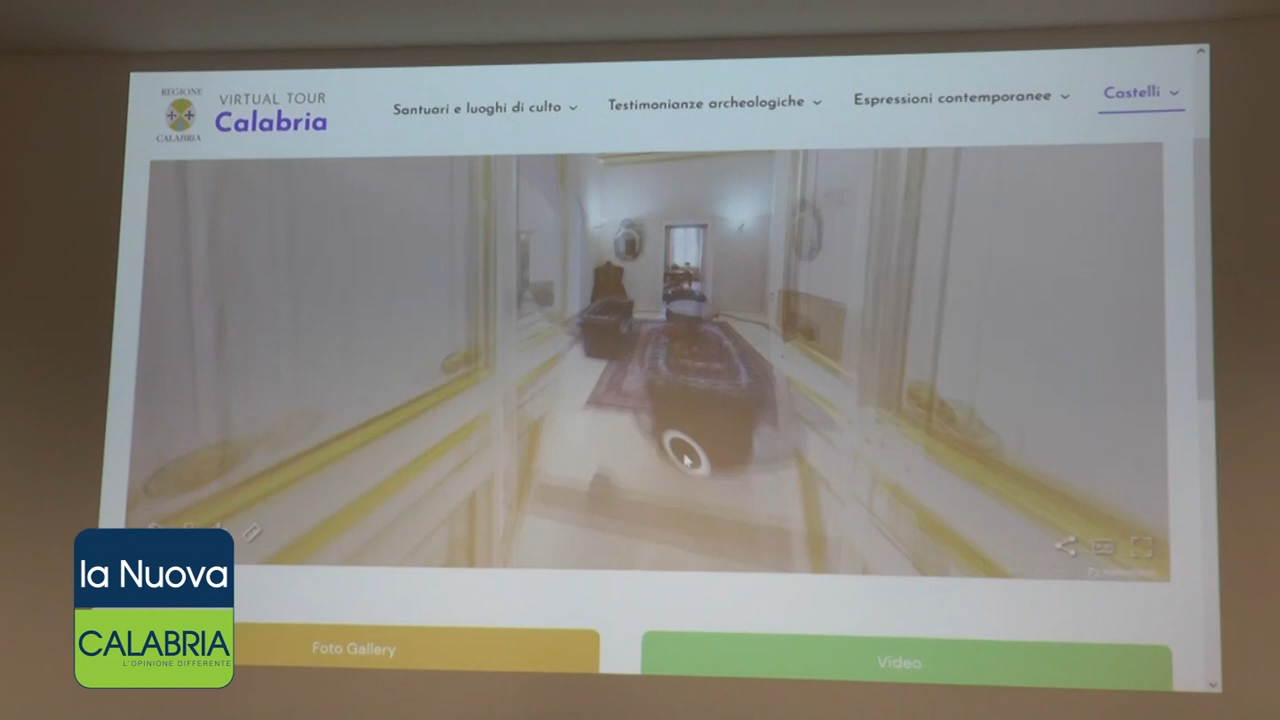 REGIONE
CALABRIA
VIRTUAL TOUR
Calabria
Santuari e luoghi di culto
Testimonianze archeologiche
Espressioni contemporanee
Castelli
Foto Gallery
Video
la Nuova
CALABRIA
L'OPINIONE DIFFERENTE